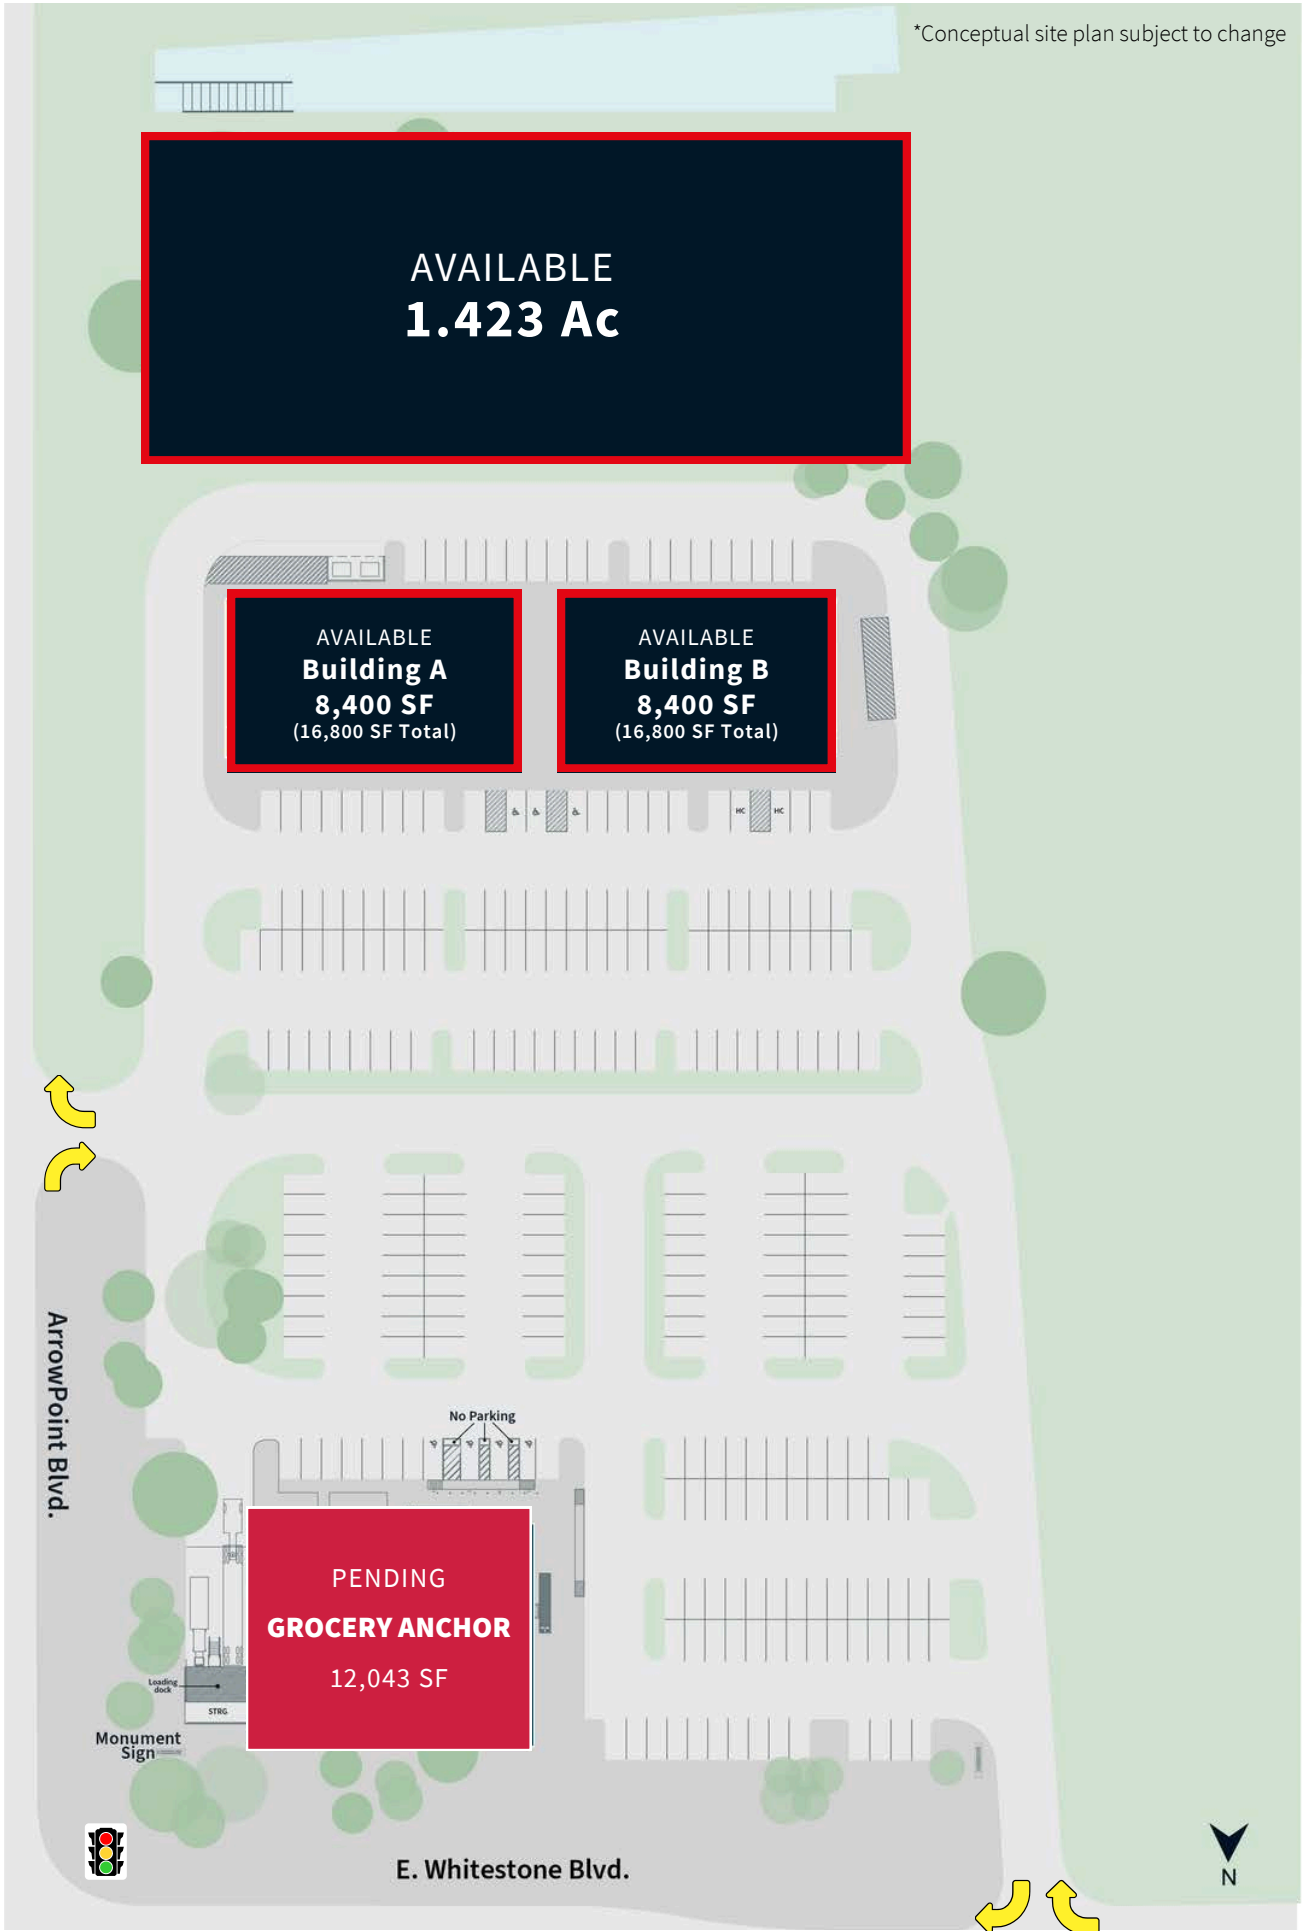 *Conceptual site plan subject to change
AVAILABLE
1.423 Ac
AVAILABLE
Building A
8,400 SF
(16,800 SF Total)
AVAILABLE
Building B
8,400 SF
(16,800 SF Total)
HC
HC
ArrowPoint Blvd.
No Parking
PENDING
GROCERY ANCHOR
12,043 SF
Loading
dock
STRG
Monument
Sign
E. Whitestone Blvd.
N